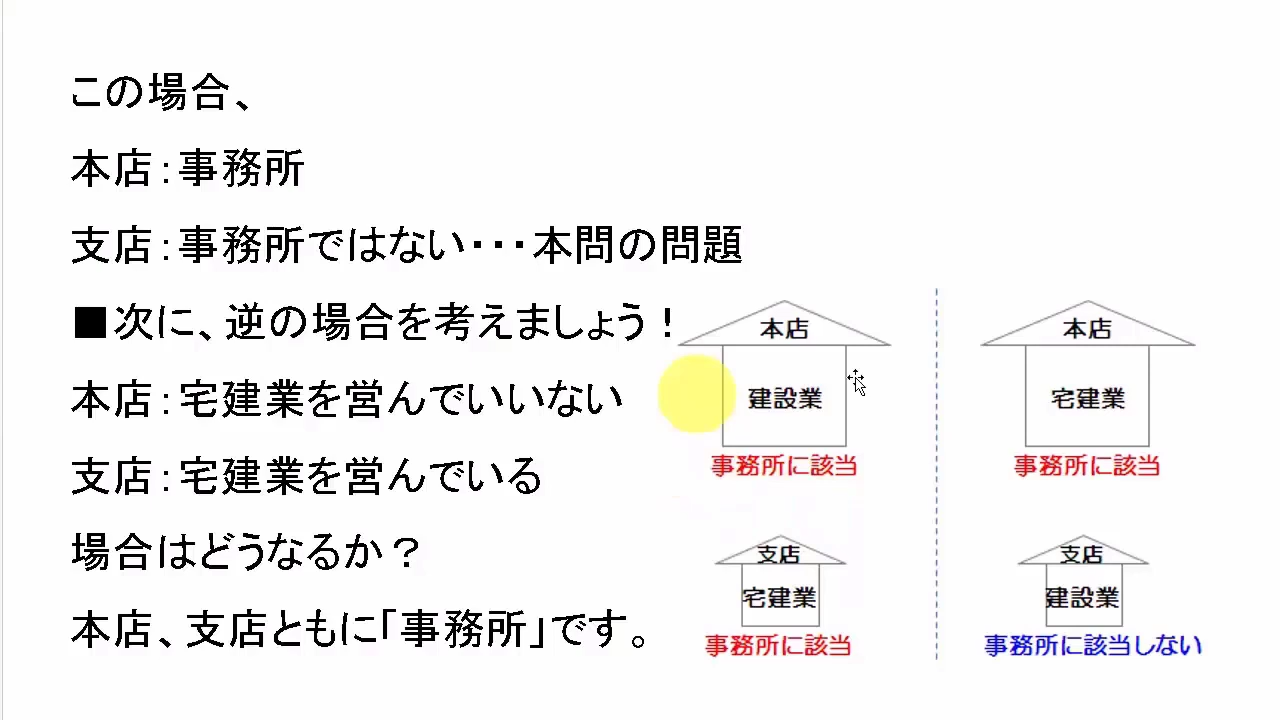 この場合、
本店：事務所
支店：事務所ではない・・・本問の問題
■次に、逆の場合を考えましょう！
本店：宅建業を営んでいいない
支店：宅建業を営んでいる
場合はどうなるか？
本店、支店ともに「事務所」です。
本店
建設業
事務所に該当
支店
宅建業
事務所に該当
本店
宅建業
事務所に該当
支店
建設業
事務所に該当しない